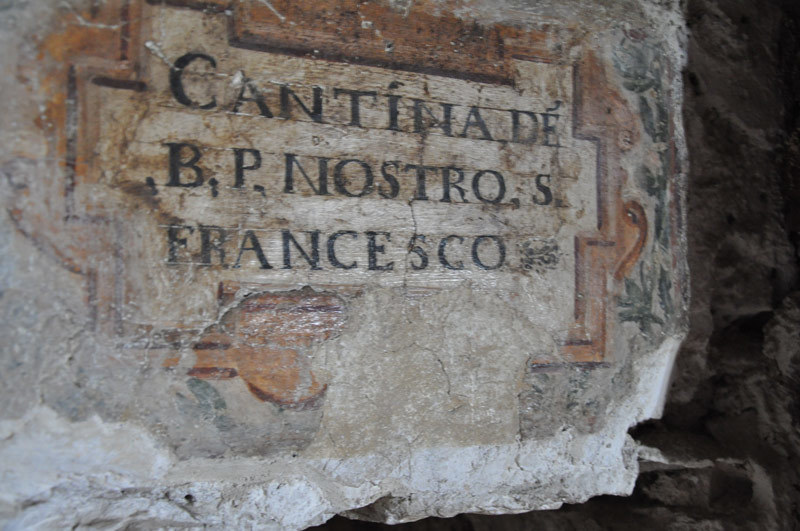 CANTÍNA DÉ
B. P. NOSTRO, S.
FRANCESCO